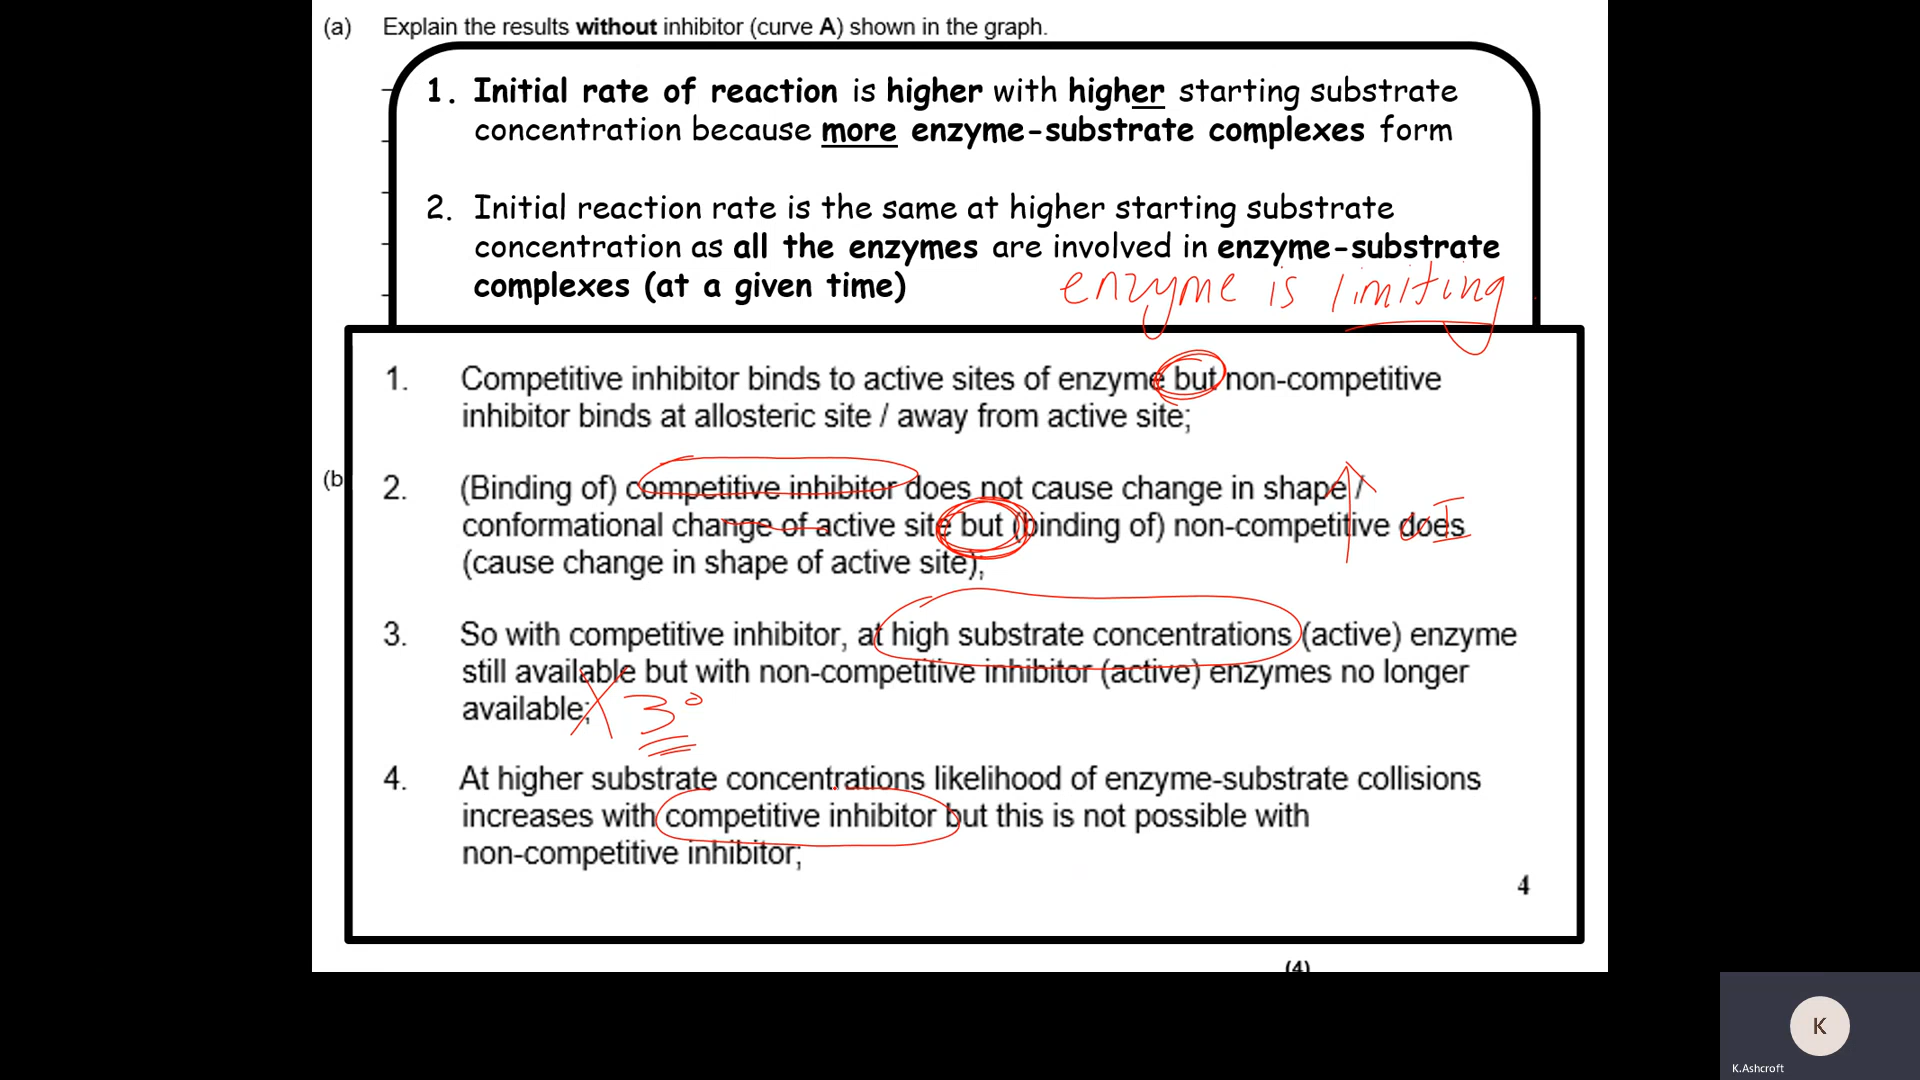 (a) Explain the results without inhibitor (curve A) shown in the graph.
1. Initial rate of reaction is higher with higher starting substrate
concentration because more enzyme-substrate complexes form
2. Initial reaction rate is the same at higher starting substrate
concentration as all the enzymes are involved in enzyme-substrate
complexes (at a given time)
enzyme is limiting
1. Competitive inhibitor binds to active sites of enzyme but non-competitive
inhibitor binds at allosteric site / away from active site;
(b
2. (Binding of) competitive inhibitor does not cause change in shape /
conformational change of active site but (binding of) non-competitive does
(cause change in shape of active site);
3. So with competitive inhibitor, at high substrate concentrations (active) enzyme
still available but with non-competitive inhibitor (active) enzymes no longer
available;
3°
4. At higher substrate concentrations likelihood of enzyme-substrate collisions
increases with competitive inhibitor but this is not possible with
non-competitive inhibitor;
4
(4)
K
K.Ashcroft